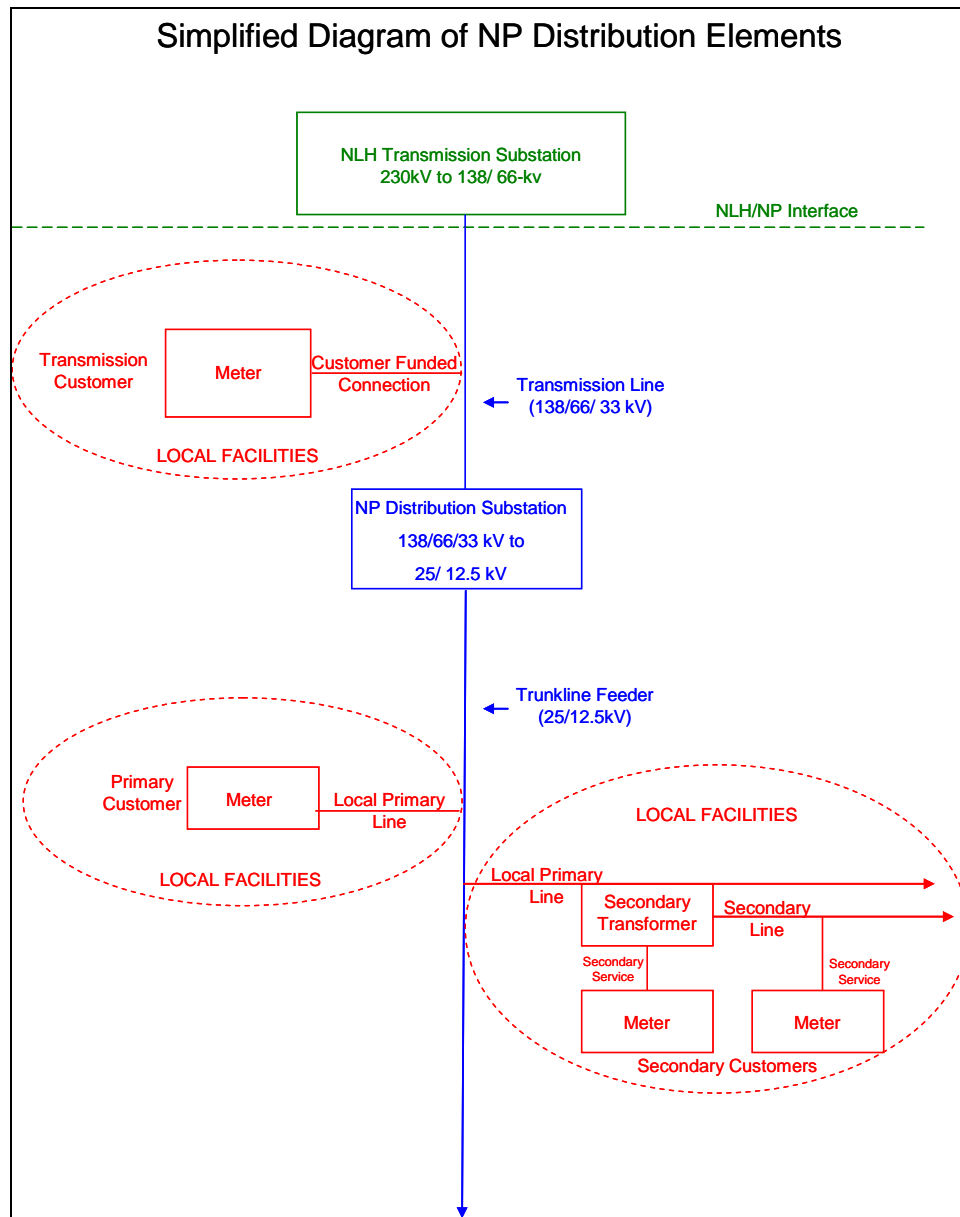 Simplified Diagram of NP Distribution Elements
NLH Transmission Substation
230kV to 138/ 66-kv
NLH/NP Interface
Transmission
Customer
Meter
Customer Funded
Connection
LOCAL FACILITIES
Transmission Line
(138/66/ 33 kV)
NP Distribution Substation
138/66/33 kV to
25/ 12.5 kV
Trunkline Feeder
(25/12.5kV)
Primary
Customer
Meter
Local Primary
Line
LOCAL FACILITIES
LOCAL FACILITIES
Local Primary
Line
Secondary
Transformer
Secondary
Line
Secondary
Service
Secondary
Service
Meter
Meter
Secondary Customers